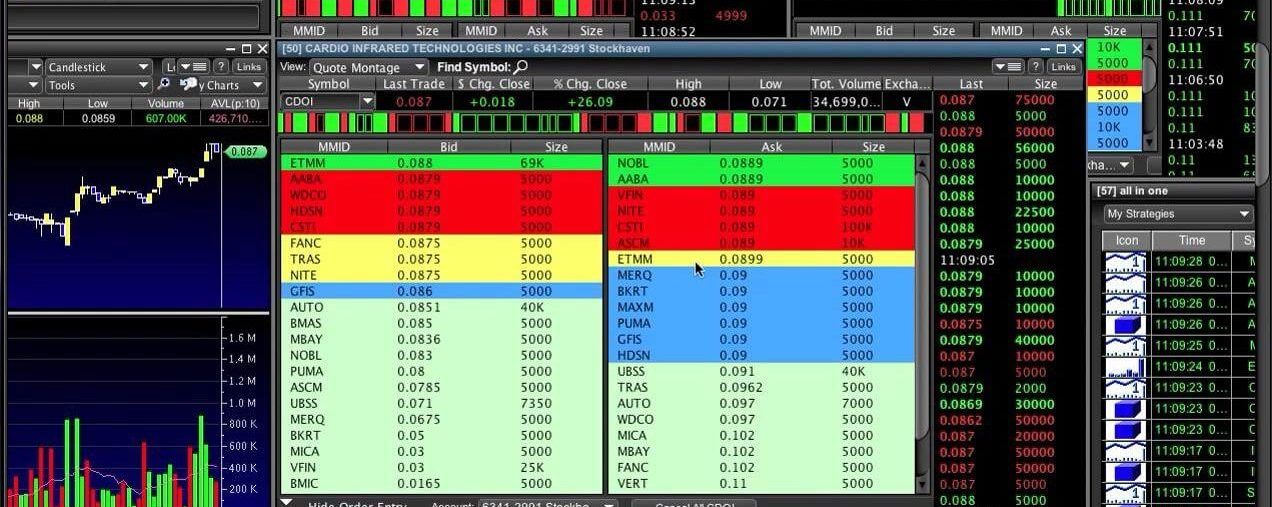 11:09:13
0.033 4999
MMID Bid Size MMID Ask Size
11:08:52
MMID Bid Size MMID Ask Size
11:08:09
0.111
0.111
11:07:51
0.111 50
0.111
11:06:50
0.111
0.11
0.11
11:03:48
0.11
0.11
10K
5000
5000
5000
5000
10K
5000
[50] CARDIO INFRARED TECHNOLOGIES INC - 6341-2991 Stockhaven
View: Quote Montage Find Symbol: ? Links
Symbol Last Trade $ Chg. Close % Chg. Close High Low Tot. Volume Excha...
CDOI 0.087 +0.018 +26.09 0.088 0.071 34,699,0... V
MMID Bid Size MMID Ask Size
ETMM 0.088 69K NOBL 0.0889 5000
AABA 0.0879 5000 AABA 0.0889 5000
WDCO 0.0879 5000 VFIN 0.089 5000
HDSN 0.0879 5000 NITE 0.089 5000
CSTI 0.0879 5000 CSTI 0.089 100K
FANC 0.0875 5000 ASCM 0.089 10K
TRAS 0.0875 5000 ETMM 0.0899 5000
NITE 0.0875 5000 MERQ 0.09 5000
GFIS 0.086 5000 BKRT 0.09 5000
AUTO 0.0851 40K MAXM 0.09 5000
BMAS 0.085 5000 PUMA 0.09 5000
MBAY 0.0836 5000 GFIS 0.09 5000
NOBL 0.083 5000 HDSN 0.09 5000
PUMA 0.08 5000 UBSS 0.091 40K
ASCM 0.0785 5000 TRAS 0.0962 5000
UBSS 0.071 7350 AUTO 0.097 7000
MERQ 0.0675 5000 WDCO 0.097 5000
BKRT 0.05 5000 MICA 0.102 5000
MICA 0.03 5000 MBAY 0.102 5000
VFIN 0.03 25K FANC 0.102 5000
BMIC 0.0165 5000 VERT 0.11 5000
Hide Order Entry Account: 6341-2991 Stockhaven Cancel All CDOI
Last Size
0.087 75000
0.088 5000
0.0879 50000
0.088 56000
0.088 5000
0.088 10000
0.088 10000
0.088 22500
0.088 10000
0.0879 25000
11:09:05
0.0879 10000
0.0879 10000
0.0879 10000
0.0875 10000
0.0879 40000
0.087 10000
0.087 5000
0.0879 2000
0.0869 30000
0.0862 50000
0.087 20000
0.087 50000
0.087 50000
0.087 50000
0.088 5000
Candlestick ? Links
Tools y Charts
High Low Volume AVL(p:10)
0.088 0.0859 607.00K 426,710....
0.087
1.6 M
1.4 M
1.2 M
800 K
600 K
400 K
200 K
[57] all in one
My Strategies
Icon Time
11:09:28 0...
11:09:26 0...
11:09:26 0...
11:09:26 0...
11:09:25 0...
11:09:24 0...
11:09:23 0...
11:09:23 0...
11:09:23 0...
11:09:17 0...
11:09:17 0...
11:09:17 0...